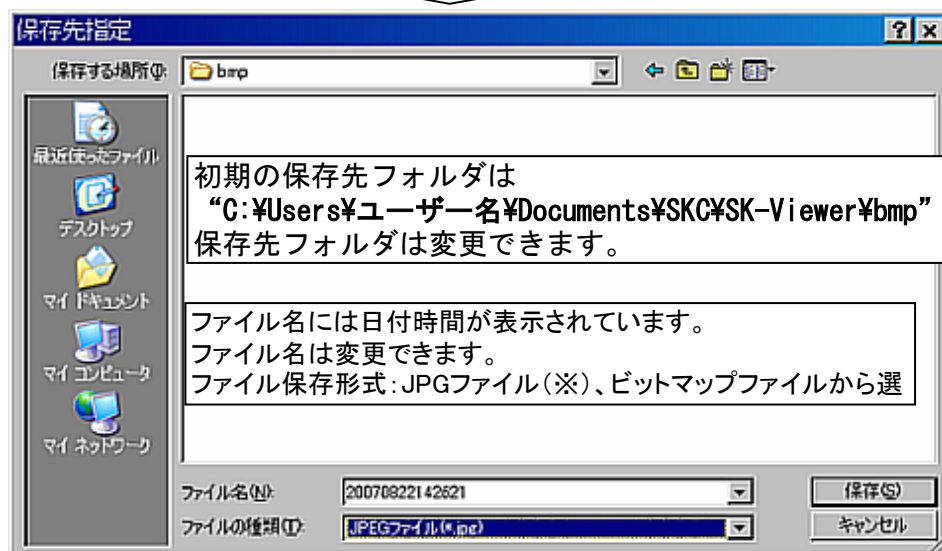 保存先指定
保存する場所(I):
bmp
最近使ったファイル
デスクトップ
マイ ドキュメント
マイ コンピュータ
マイ ネットワーク
初期の保存先フォルダは
“C:¥Users¥ユーザー名¥Documents¥SKC¥SK-Viewer¥bmp”
保存先フォルダは変更できます。
ファイル名には日付時間が表示されています。
ファイル名は変更できます。
ファイル保存形式:JPGファイル(※)、ビットマップファイルから選
ファイル名(N):
20070822142621
保存(S)
ファイルの種類(T):
JPEGファイル(*.jpg)
キャンセル